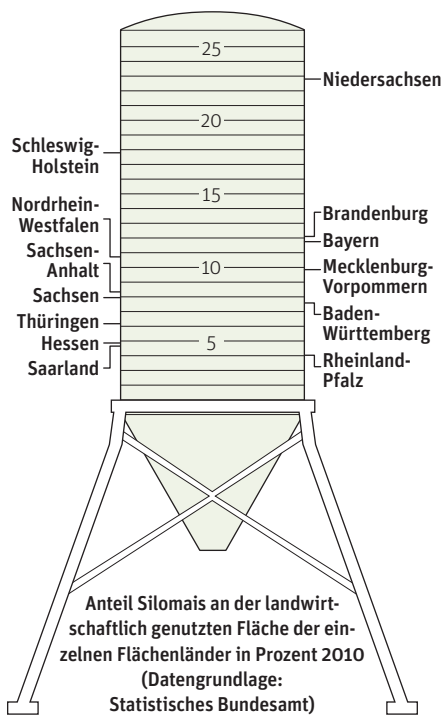 25
Niedersachsen
20
Schleswig-
Holstein
15
Nordrhein-
Westfalen
Brandenburg
Bayern
Sachsen-
Anhalt
10
Mecklenburg-
Vorpommern
Sachsen
Baden-
Württemberg
Thüringen
Hessen
5
Saarland
Rheinland-
Pfalz
Anteil Silomais an der landwirt-
schaftlich genutzten Fläche der ein-
zelnen Flächenländer in Prozent 2010
(Datengrundlage:
Statistisches Bundesamt)